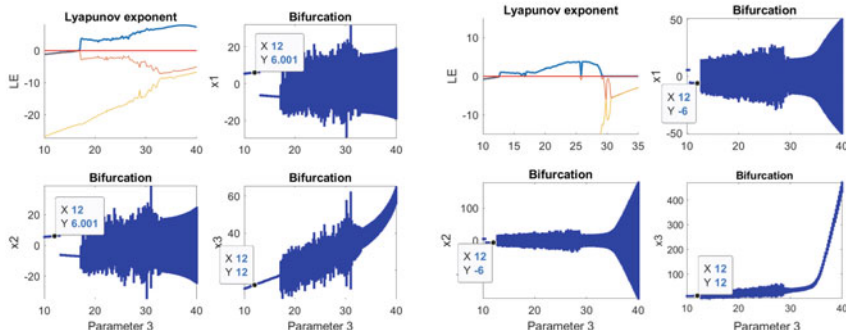 Lyapunov exponent
LE
0
-10
-20
10
20
30
40
Bifurcation
x1
20
0
-20
X 12
Y 6.001
10
20
30
40
Bifurcation
x2
20
0
-20
X 12
Y 6.001
10
20
30
40
Parameter 3
Bifurcation
x3
60
40
20
X 12
Y 12
10
20
30
40
Parameter 3
Lyapunov exponent
LE
10
0
-10
10
15
20
25
30
35
Bifurcation
x1
50
0
-50
X 12
Y -6
10
20
30
40
Bifurcation
x2
100
0
X 12
Y -6
10
20
30
40
Parameter 3
Bifurcation
x3
400
300
200
100
X 12
Y 12
10
20
30
40
Parameter 3